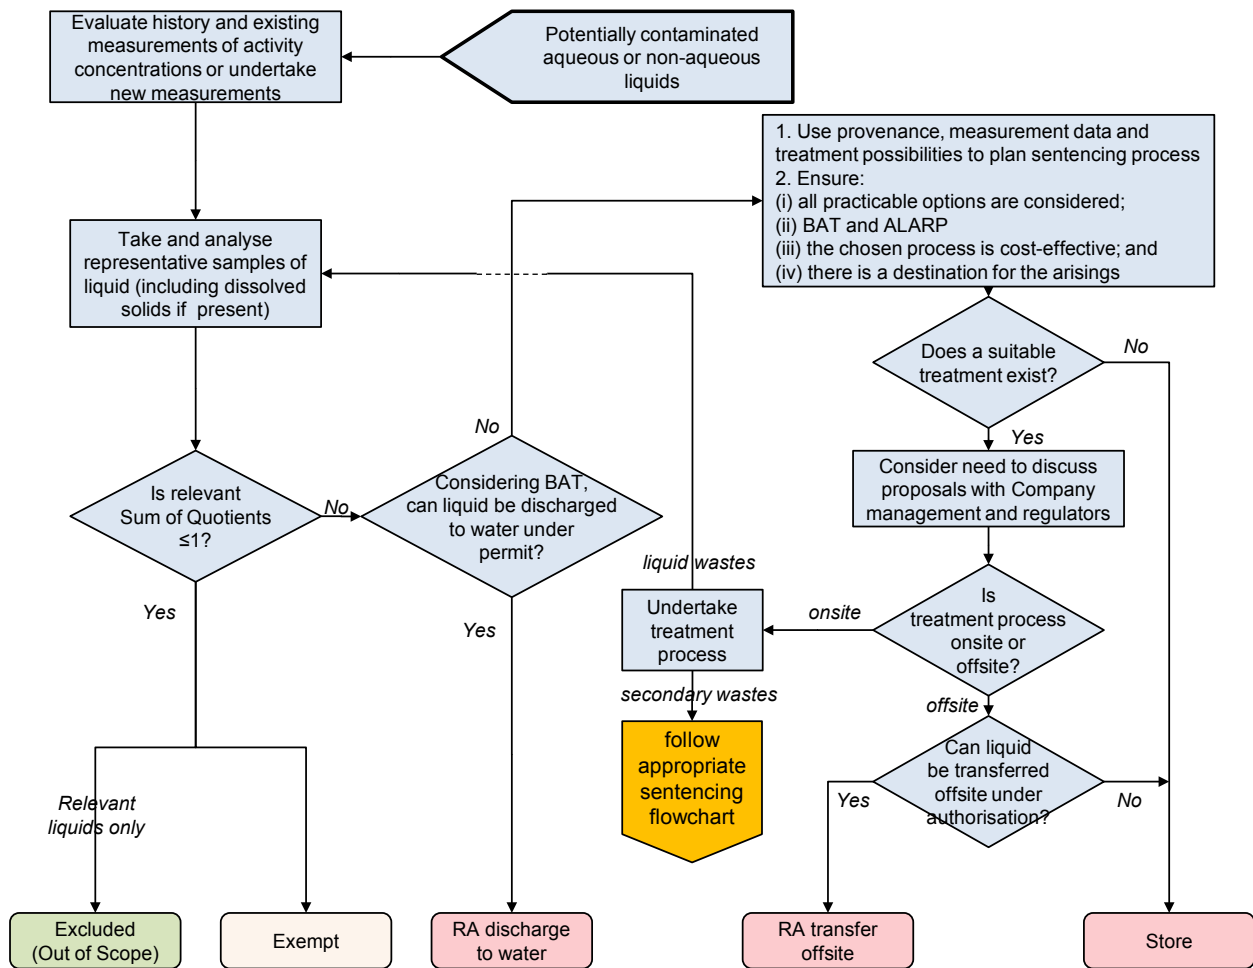 Evaluate history and existing
measurements of activity
concentrations or undertake
new measurements
Potentially contaminated
aqueous or non-aqueous
liquids
1. Use provenance, measurement data and
treatment possibilities to plan sentencing process
2. Ensure:
(i) all practicable options are considered;
(ii) BAT and ALARP
(iii) the chosen process is cost-effective; and
(iv) there is a destination for the arisings
Take and analyse
representative samples of
liquid (including dissolved
solids if present)
Does a suitable
treatment exist?
No
Yes
No
Considering BAT,
can liquid be discharged
to water under
permit?
Is relevant
Sum of Quotients
≤1?
No
Consider need to discuss
proposals with Company
management and regulators
liquid wastes
Yes
Yes
Undertake
treatment
process
onsite
Is
treatment process
onsite or
offsite?
secondary wastes
offsite
follow
appropriate
sentencing
flowchart
Can liquid
be transferred
offsite under
authorisation?
Yes
No
Relevant
liquids only
Excluded
(Out of Scope)
Exempt
RA discharge
to water
RA transfer
offsite
Store